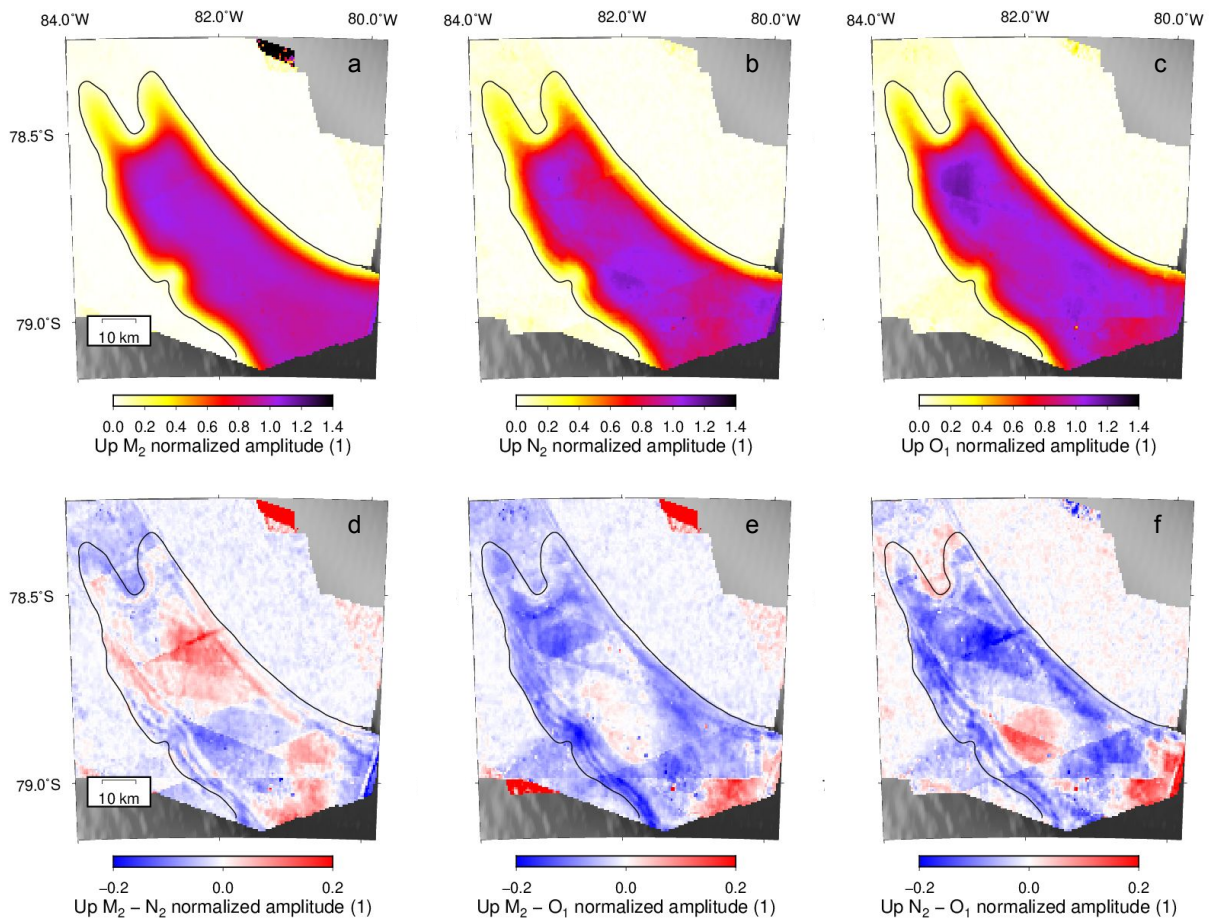 84.0°W 82.0°W 80.0°W 82.0°W 84.0°W 82.0°W 80.0°W
a b c
78.5°S
79.0°S
10 km
0.0 0.2 0.4 0.6 0.8 1.0 1.2 1.4 0.0 0.2 0.4 0.6 0.8 1.0 1.2 1.4 0.0 0.2 0.4 0.6 0.8 1.0 1.2 1.4
Up M₂ normalized amplitude (1) Up N₂ normalized amplitude (1) Up O₁ normalized amplitude (1)
d e f
78.5°S
79.0°S
10 km
−0.2 0.0 0.2 −0.2 0.0 0.2 −0.2 0.0 0.2
Up M₂ − N₂ normalized amplitude (1) Up M₂ − O₁ normalized amplitude (1) Up N₂ − O₁ normalized amplitude (1)